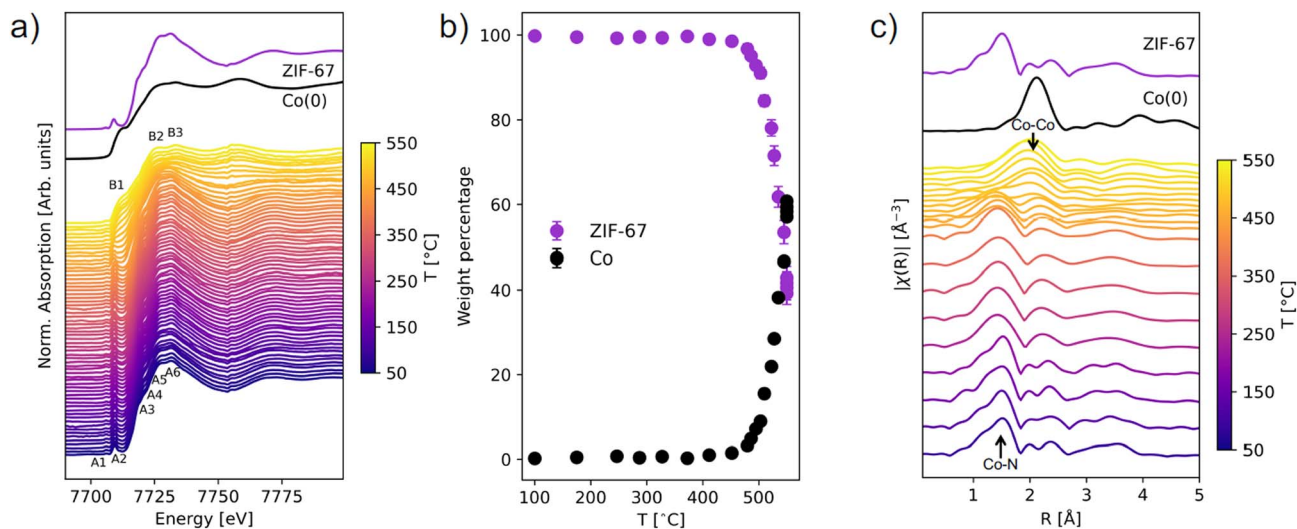 a)
ZIF-67
Co(0)
B2 B3
B1
A5 A6
A4
A3
A1 A2
Norm. Absorption [Arb. units]
7700 7725 7750 7775
Energy [eV]
550
450
350
250
150
50
T [°C]
b)
100
80
60
40
20
0
Weight percentage
ZIF-67
Co
100 200 300 400 500
T [°C]
c)
ZIF-67
Co(0)
Co-Co
Co-N
|χ(R)| [Å⁻³]
1 2 3 4 5
R [Å]
550
450
350
250
150
50
T [°C]